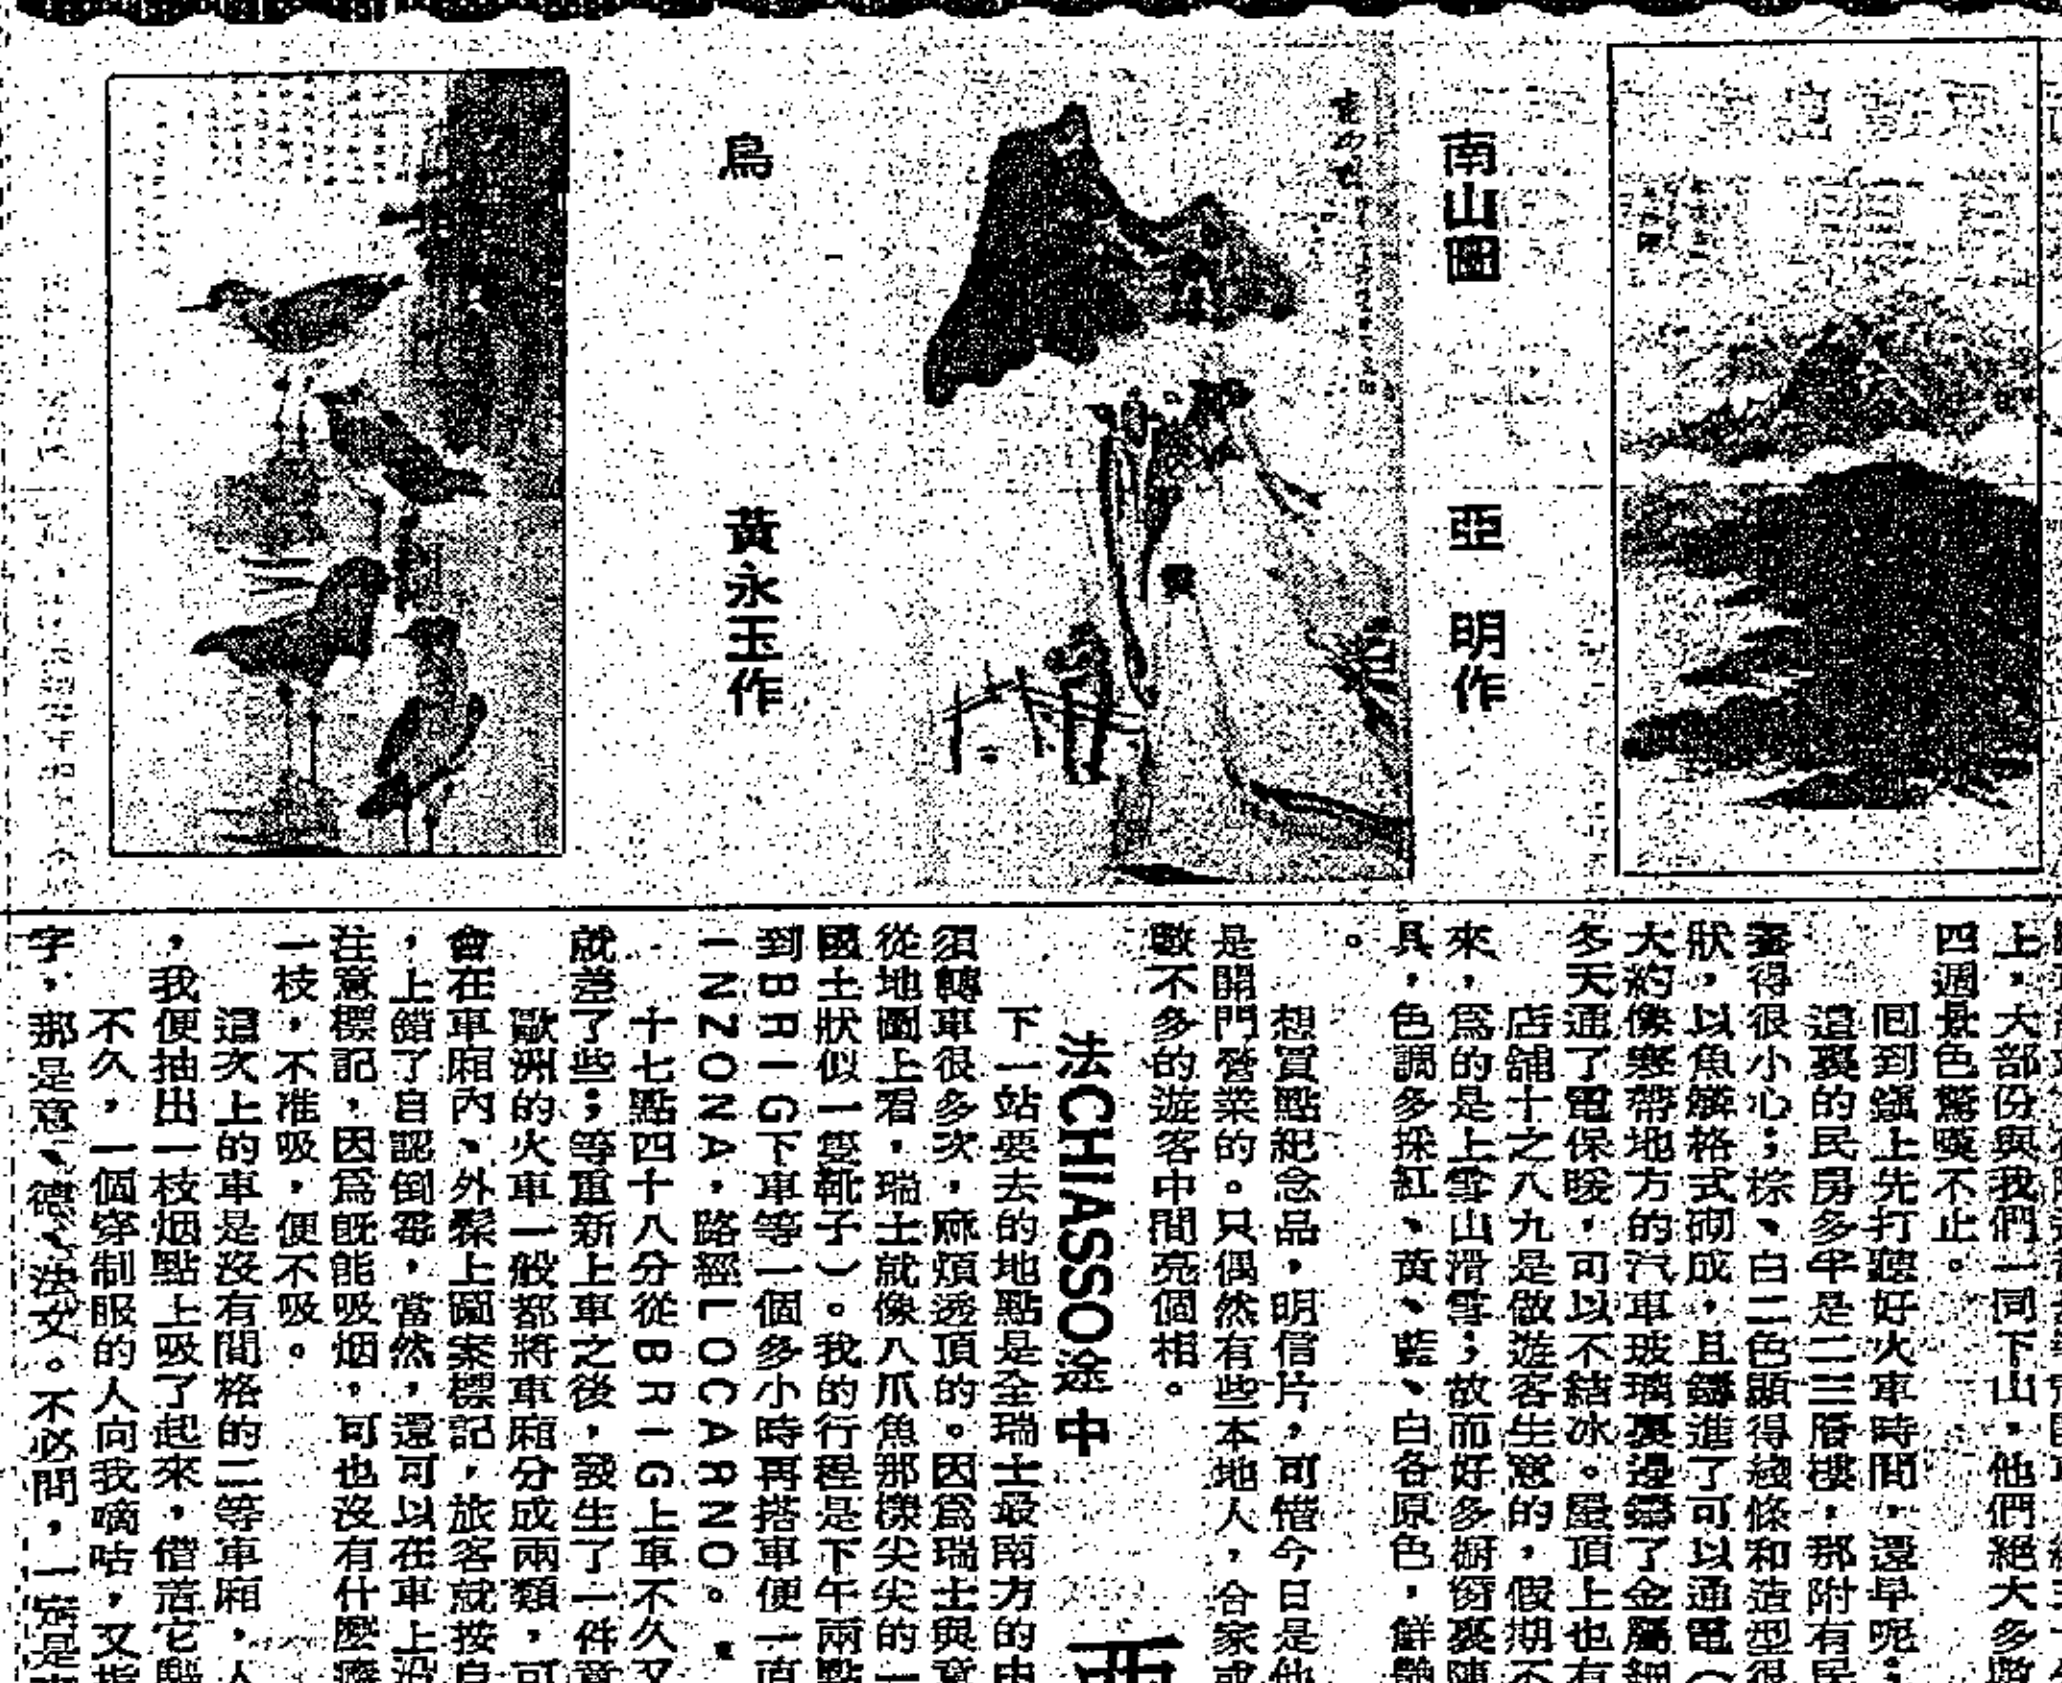 南山圖
亞明作
鳥
黃永玉作
上，大部份與我們一同下山，他們絕大多
四週景色驚嘆不止。
回到鎮上先打聽好火車時間，還早呢；
這裏的民房多半是二三層樓，那附有民
蓋得很小心；棕、白二色顯得綫條和造型很
狀，以魚鱗格式砌成，且鑄進了可以通電（
大約像寒帶地方的汽車玻璃裏邊鑄了金屬細
冬天通了電保暖，可以不結冰。屋頂上也有
店舖十之八九是做遊客生意的，假期不
來，爲的是上雪山滑雪；故而好多櫥窗裏陳
具，色調多採紅、黃、藍、白各原色，鮮艷
。
想買點紀念品，明信片，可惜今日是他
是開門營業的。只偶然有些本地人，合家或
數不多的遊客中間亮個相。
法CHIASSO途中
下一站要去的地點是全瑞士最南方的由
須轉車很多次，麻煩透頂的。因爲瑞士與意
從地圖上看，瑞士就像八爪魚那樣尖尖的一
國土狀似一隻靴子）。我的行程是下午兩點
到BRIG下車等一個多小時再搭車便一直
INZONA，路經LOCARNO。
十七點四十八分從BRIG上車不久又
就差了些；等重新上車之後，發生了一件意
歐洲的火車一般都將車廂分成兩類，可
會在車廂內、外髹上圖案標記，旅客就按自
，上錯了自認倒霉，當然，還可以在車上沿
注意標記，因爲既能吸烟，可也沒有什麼癮
一枝，不准吸，便不吸。
這次上的車是沒有間格的二等車廂，人
，我便抽出一枝烟點上吸了起來，借着它
不久，一個穿制服的人向我嘀咕，又指
字，那是意、德、法文。不必問，一定是